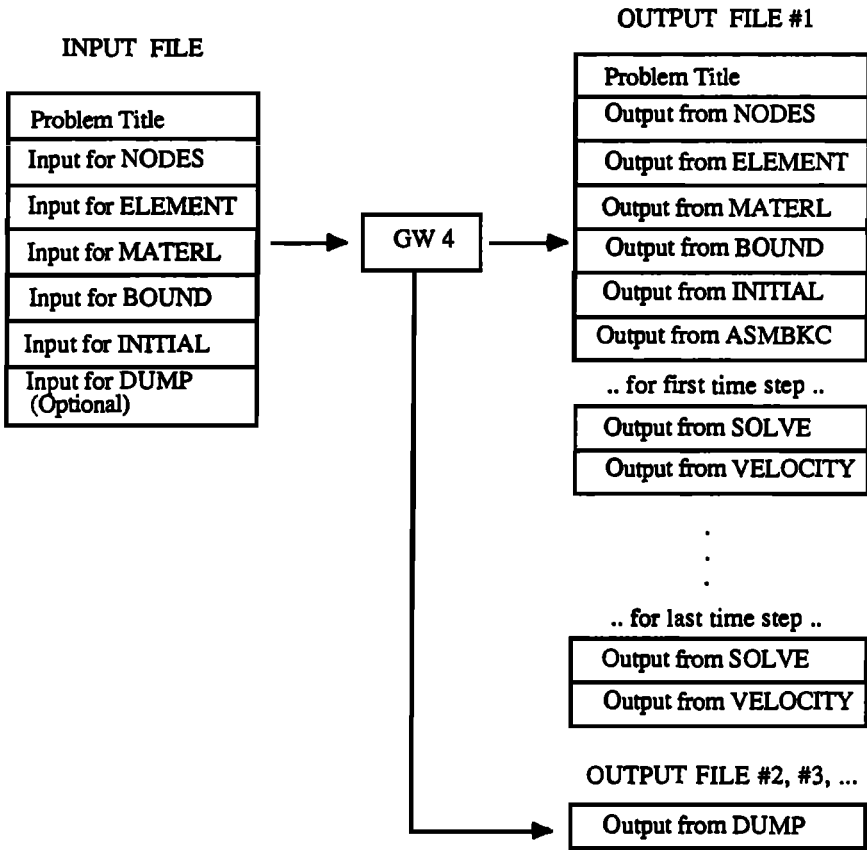 INPUT FILE
Problem Title
Input for NODES
Input for ELEMENT
Input for MATERL
Input for BOUND
Input for INITIAL
Input for DUMP
(Optional)
GW 4
OUTPUT FILE #1
Problem Title
Output from NODES
Output from ELEMENT
Output from MATERL
Output from BOUND
Output from INITIAL
Output from ASMBKC
.. for first time step ..
Output from SOLVE
Output from VELOCITY
.
.
.
.. for last time step ..
Output from SOLVE
Output from VELOCITY
OUTPUT FILE #2, #3, ...
Output from DUMP